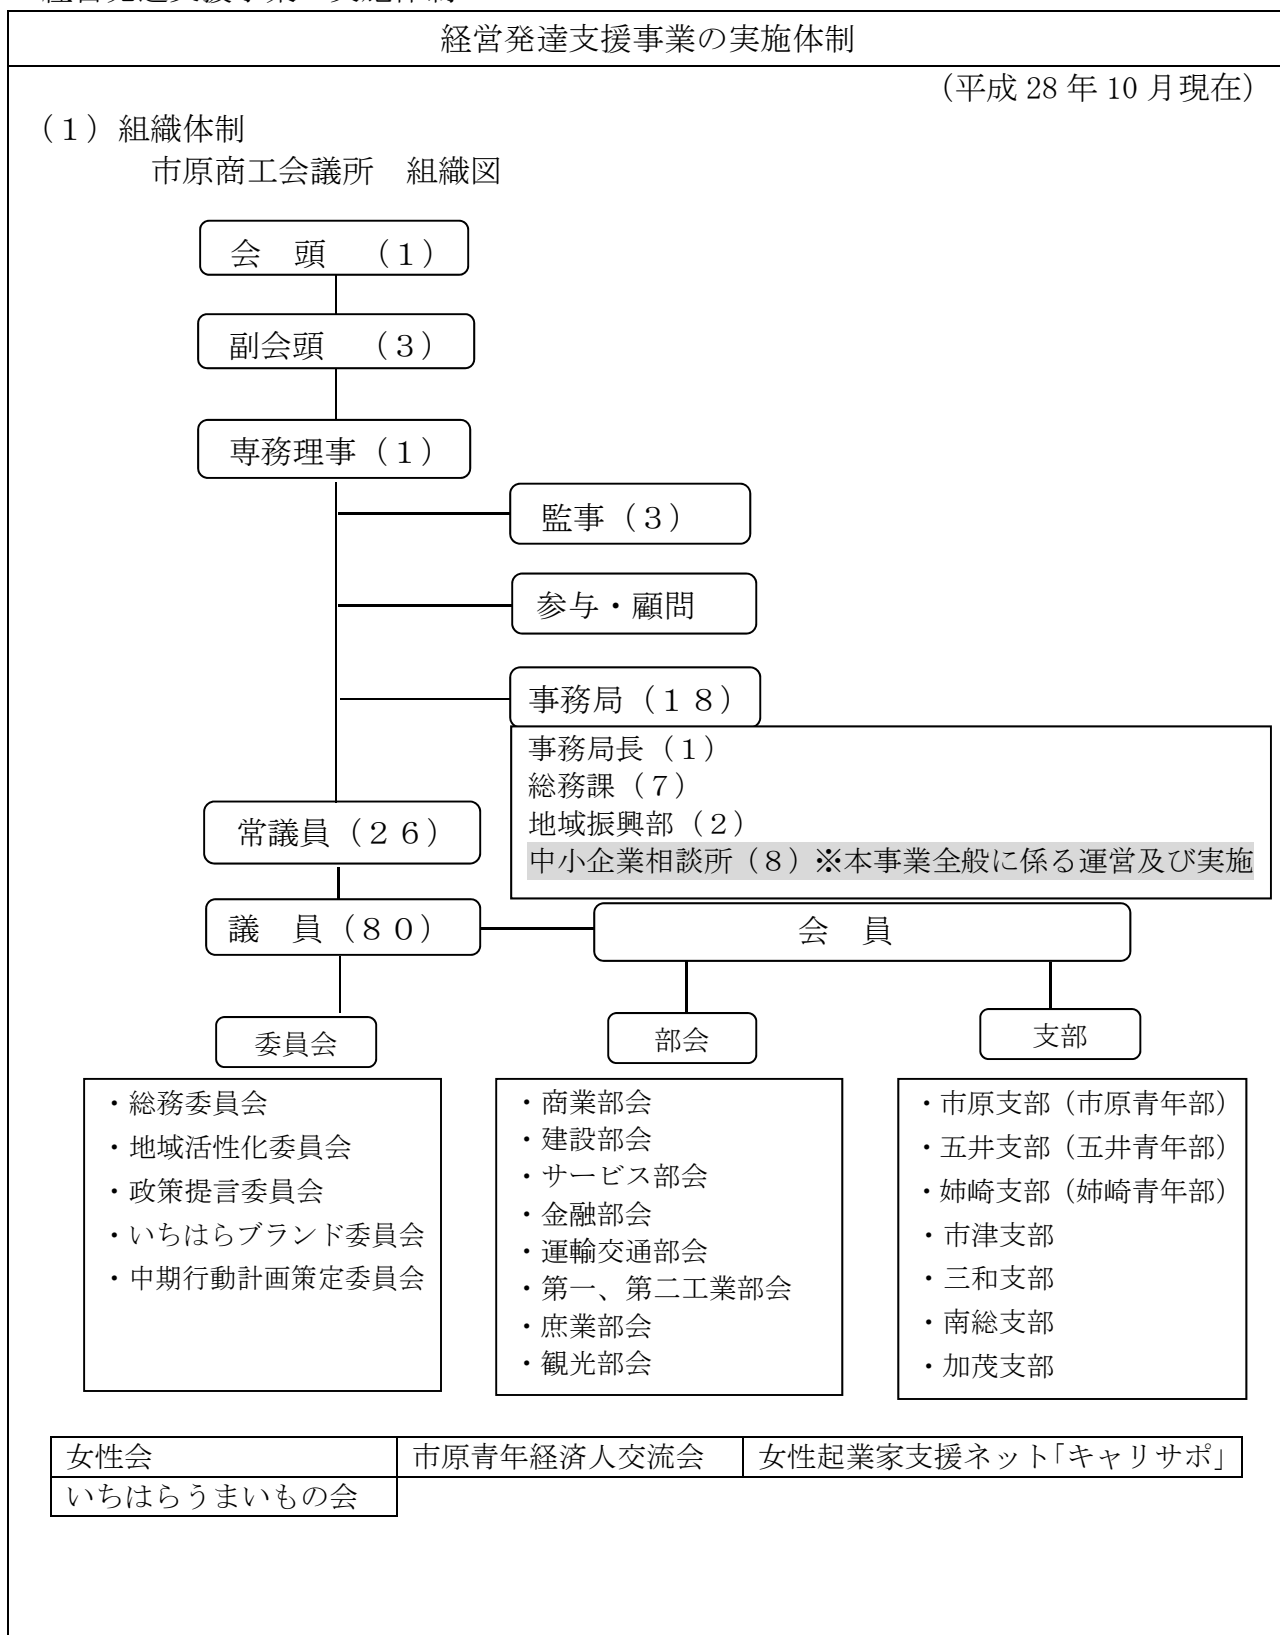 経営発達支援事業の実施体制
(平成 28 年 10 月現在)
(１) 組織体制
市原商工会議所　組織図
会　頭　(１)
副会頭　(３)
専務理事 (１)
監事 (３)
参与・顧問
事務局 (１８)
事務局長 (１)
総務課 (７)
地域振興部 (２)
中小企業相談所 (８) ※本事業全般に係る運営及び実施
常議員 (２６)
議　員 (８０)
会　員
委員会
部会
支部
・総務委員会
・地域活性化委員会
・政策提言委員会
・いちはらブランド委員会
・中期行動計画策定委員会
・商業部会
・建設部会
・サービス部会
・金融部会
・運輸交通部会
・第一、第二工業部会
・庶業部会
・観光部会
・市原支部 (市原青年部)
・五井支部 (五井青年部)
・姉崎支部 (姉崎青年部)
・市津支部
・三和支部
・南総支部
・加茂支部
女性会　市原青年経済人交流会　女性起業家支援ネット「キャリサポ」
いちはらうまいもの会